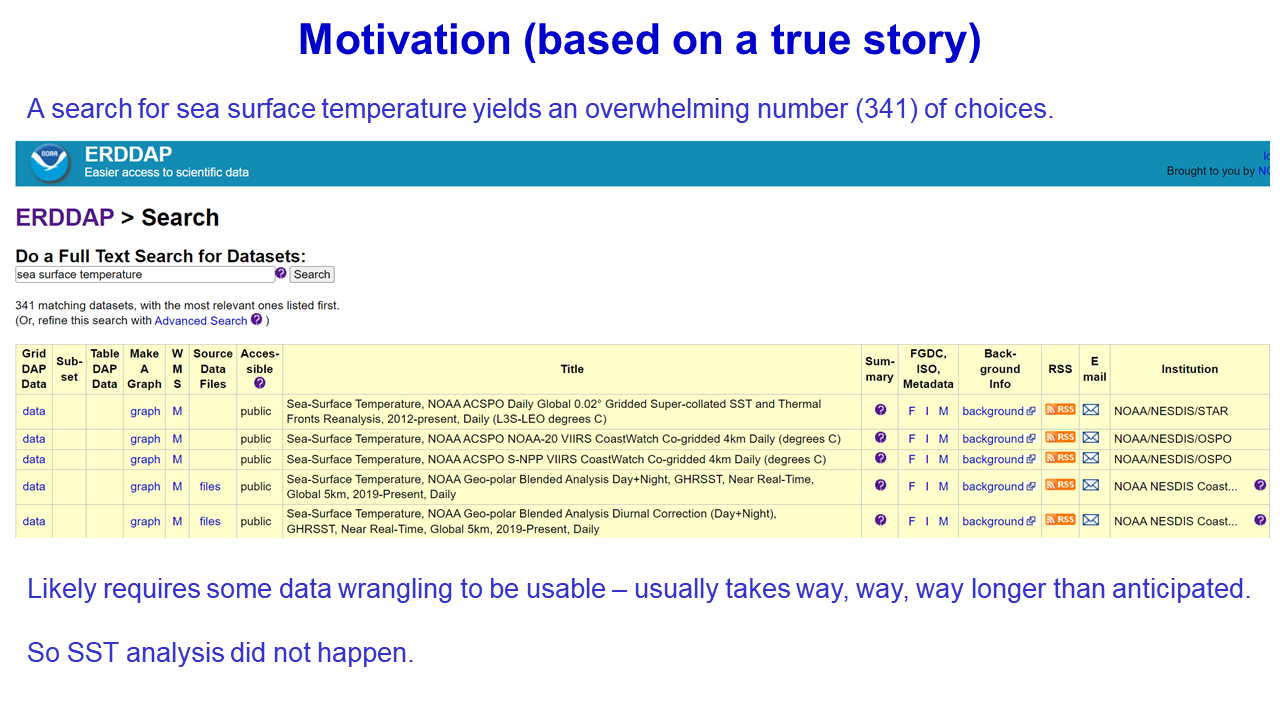 Motivation (based on a true story)
A search for sea surface temperature yields an overwhelming number (341) of choices.
NOAA
ERDDAP
Easier access to scientific data
Brought to you by
ERDDAP > Search
Do a Full Text Search for Datasets:
sea surface temperature ? Search
341 matching datasets, with the most relevant ones listed first.
(Or, refine this search with Advanced Search ? )
Grid DAP Data Sub-set Table DAP Data Make A Graph W M S Source Data Files Acces-sible ? Title Sum-mary FGDC, ISO, Metadata Back-ground Info RSS E mail Institution
data graph M public Sea-Surface Temperature, NOAA ACSPO Daily Global 0.02° Gridded Super-collated SST and Thermal
Fronts Reanalysis, 2012-present, Daily (L3S-LEO degrees C) ? F I M background RSS NOAA/NESDIS/STAR
data graph M public Sea-Surface Temperature, NOAA ACSPO NOAA-20 VIIRS CoastWatch Co-gridded 4km Daily (degrees C) ? F I M background RSS NOAA/NESDIS/OSPO
data graph M public Sea-Surface Temperature, NOAA ACSPO S-NPP VIIRS CoastWatch Co-gridded 4km Daily (degrees C) ? F I M background RSS NOAA/NESDIS/OSPO
data graph M files public Sea-Surface Temperature, NOAA Geo-polar Blended Analysis Day+Night, GHRSST, Near Real-Time,
Global 5km, 2019-Present, Daily ? F I M background RSS NOAA NESDIS Coast... ?
data graph M files public Sea-Surface Temperature, NOAA Geo-polar Blended Analysis Diurnal Correction (Day+Night),
GHRSST, Near Real-Time, Global 5km, 2019-Present, Daily ? F I M background RSS NOAA NESDIS Coast... ?
Likely requires some data wrangling to be usable – usually takes way, way, way longer than anticipated.
So SST analysis did not happen.